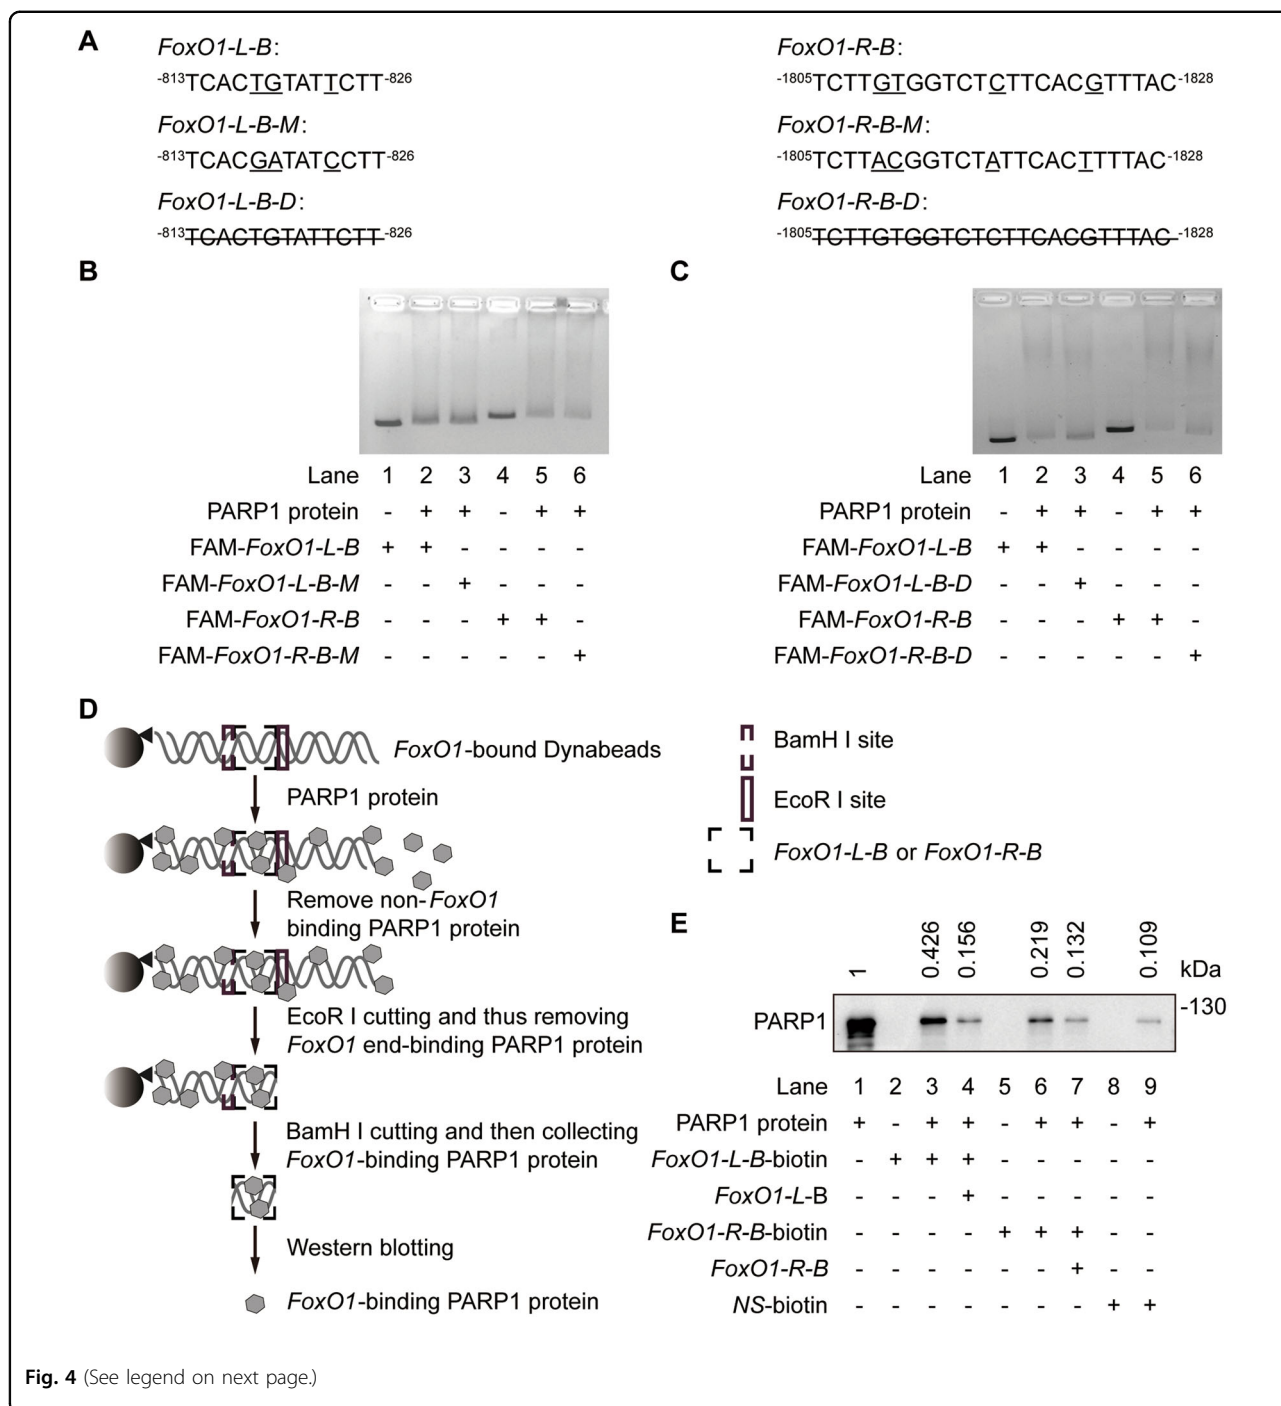 A
FoxO1-L-B:
-813TCACTGTATTCTT-826
FoxO1-L-B-M:
-813TCACGATATCCTT-826
FoxO1-L-B-D:
-813TCACTGTATTCTT-826
FoxO1-R-B:
-1805TCTTGTGGTCTCTTCACGTTTAC-1828
FoxO1-R-B-M:
-1805TCTTACGGTCTATTCACTTTTAC-1828
FoxO1-R-B-D:
-1805TCTTGTGGTCTCTTCACGTTTAC-1828
B
Lane 1 2 3 4 5 6
PARP1 protein - + + - + +
FAM-FoxO1-L-B + + - - - -
FAM-FoxO1-L-B-M - - + - - -
FAM-FoxO1-R-B - - - + + -
FAM-FoxO1-R-B-M - - - - - +
C
Lane 1 2 3 4 5 6
PARP1 protein - + + - + +
FAM-FoxO1-L-B + + - - - -
FAM-FoxO1-L-B-D - - + - - -
FAM-FoxO1-R-B - - - + + -
FAM-FoxO1-R-B-D - - - - - +
D
FoxO1-bound Dynabeads
PARP1 protein
Remove non-FoxO1
binding PARP1 protein
EcoR I cutting and thus removing
FoxO1 end-binding PARP1 protein
BamH I cutting and then collecting
FoxO1-binding PARP1 protein
Western blotting
FoxO1-binding PARP1 protein
BamH I site
EcoR I site
FoxO1-L-B or FoxO1-R-B
E
1 0.426 0.156 0.219 0.132 0.109 kDa
PARP1 -130
Lane 1 2 3 4 5 6 7 8 9
PARP1 protein + - + + - + + - +
FoxO1-L-B-biotin - + + + - - - - -
FoxO1-L-B - - - + - - - - -
FoxO1-R-B-biotin - - - - + + + - -
FoxO1-R-B - - - - - - + - -
NS-biotin - - - - - - - + +
Fig. 4 (See legend on next page.)